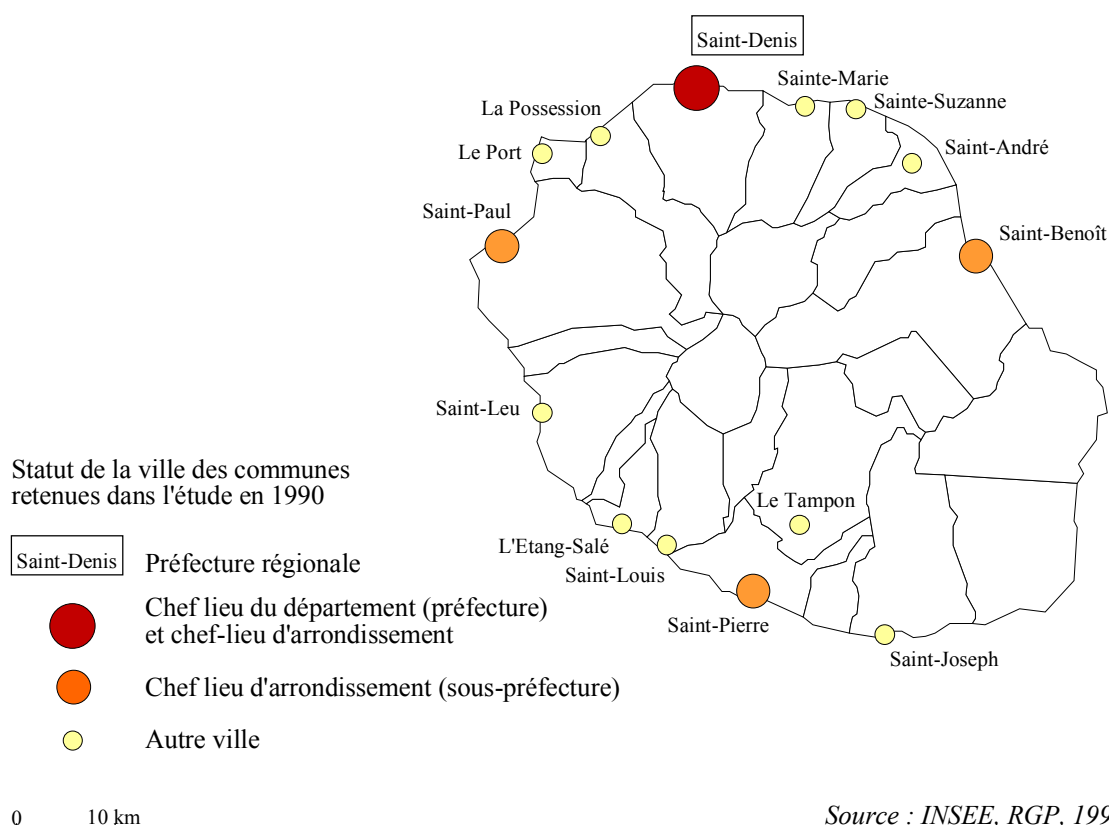 Saint-Denis
Sainte-Marie
La Possession
Sainte-Suzanne
Le Port
Saint-André
Saint-Paul
Saint-Benoît
Saint-Leu
Statut de la ville des communes
retenues dans l'étude en 1990
Le Tampon
L'Etang-Salé
Saint-Louis
Saint-Pierre
Saint-Joseph
Saint-Denis Préfecture régionale
Chef lieu du département (préfecture)
et chef-lieu d'arrondissement
Chef lieu d'arrondissement (sous-préfecture)
Autre ville
0 10 km
Source : INSEE, RGP, 199